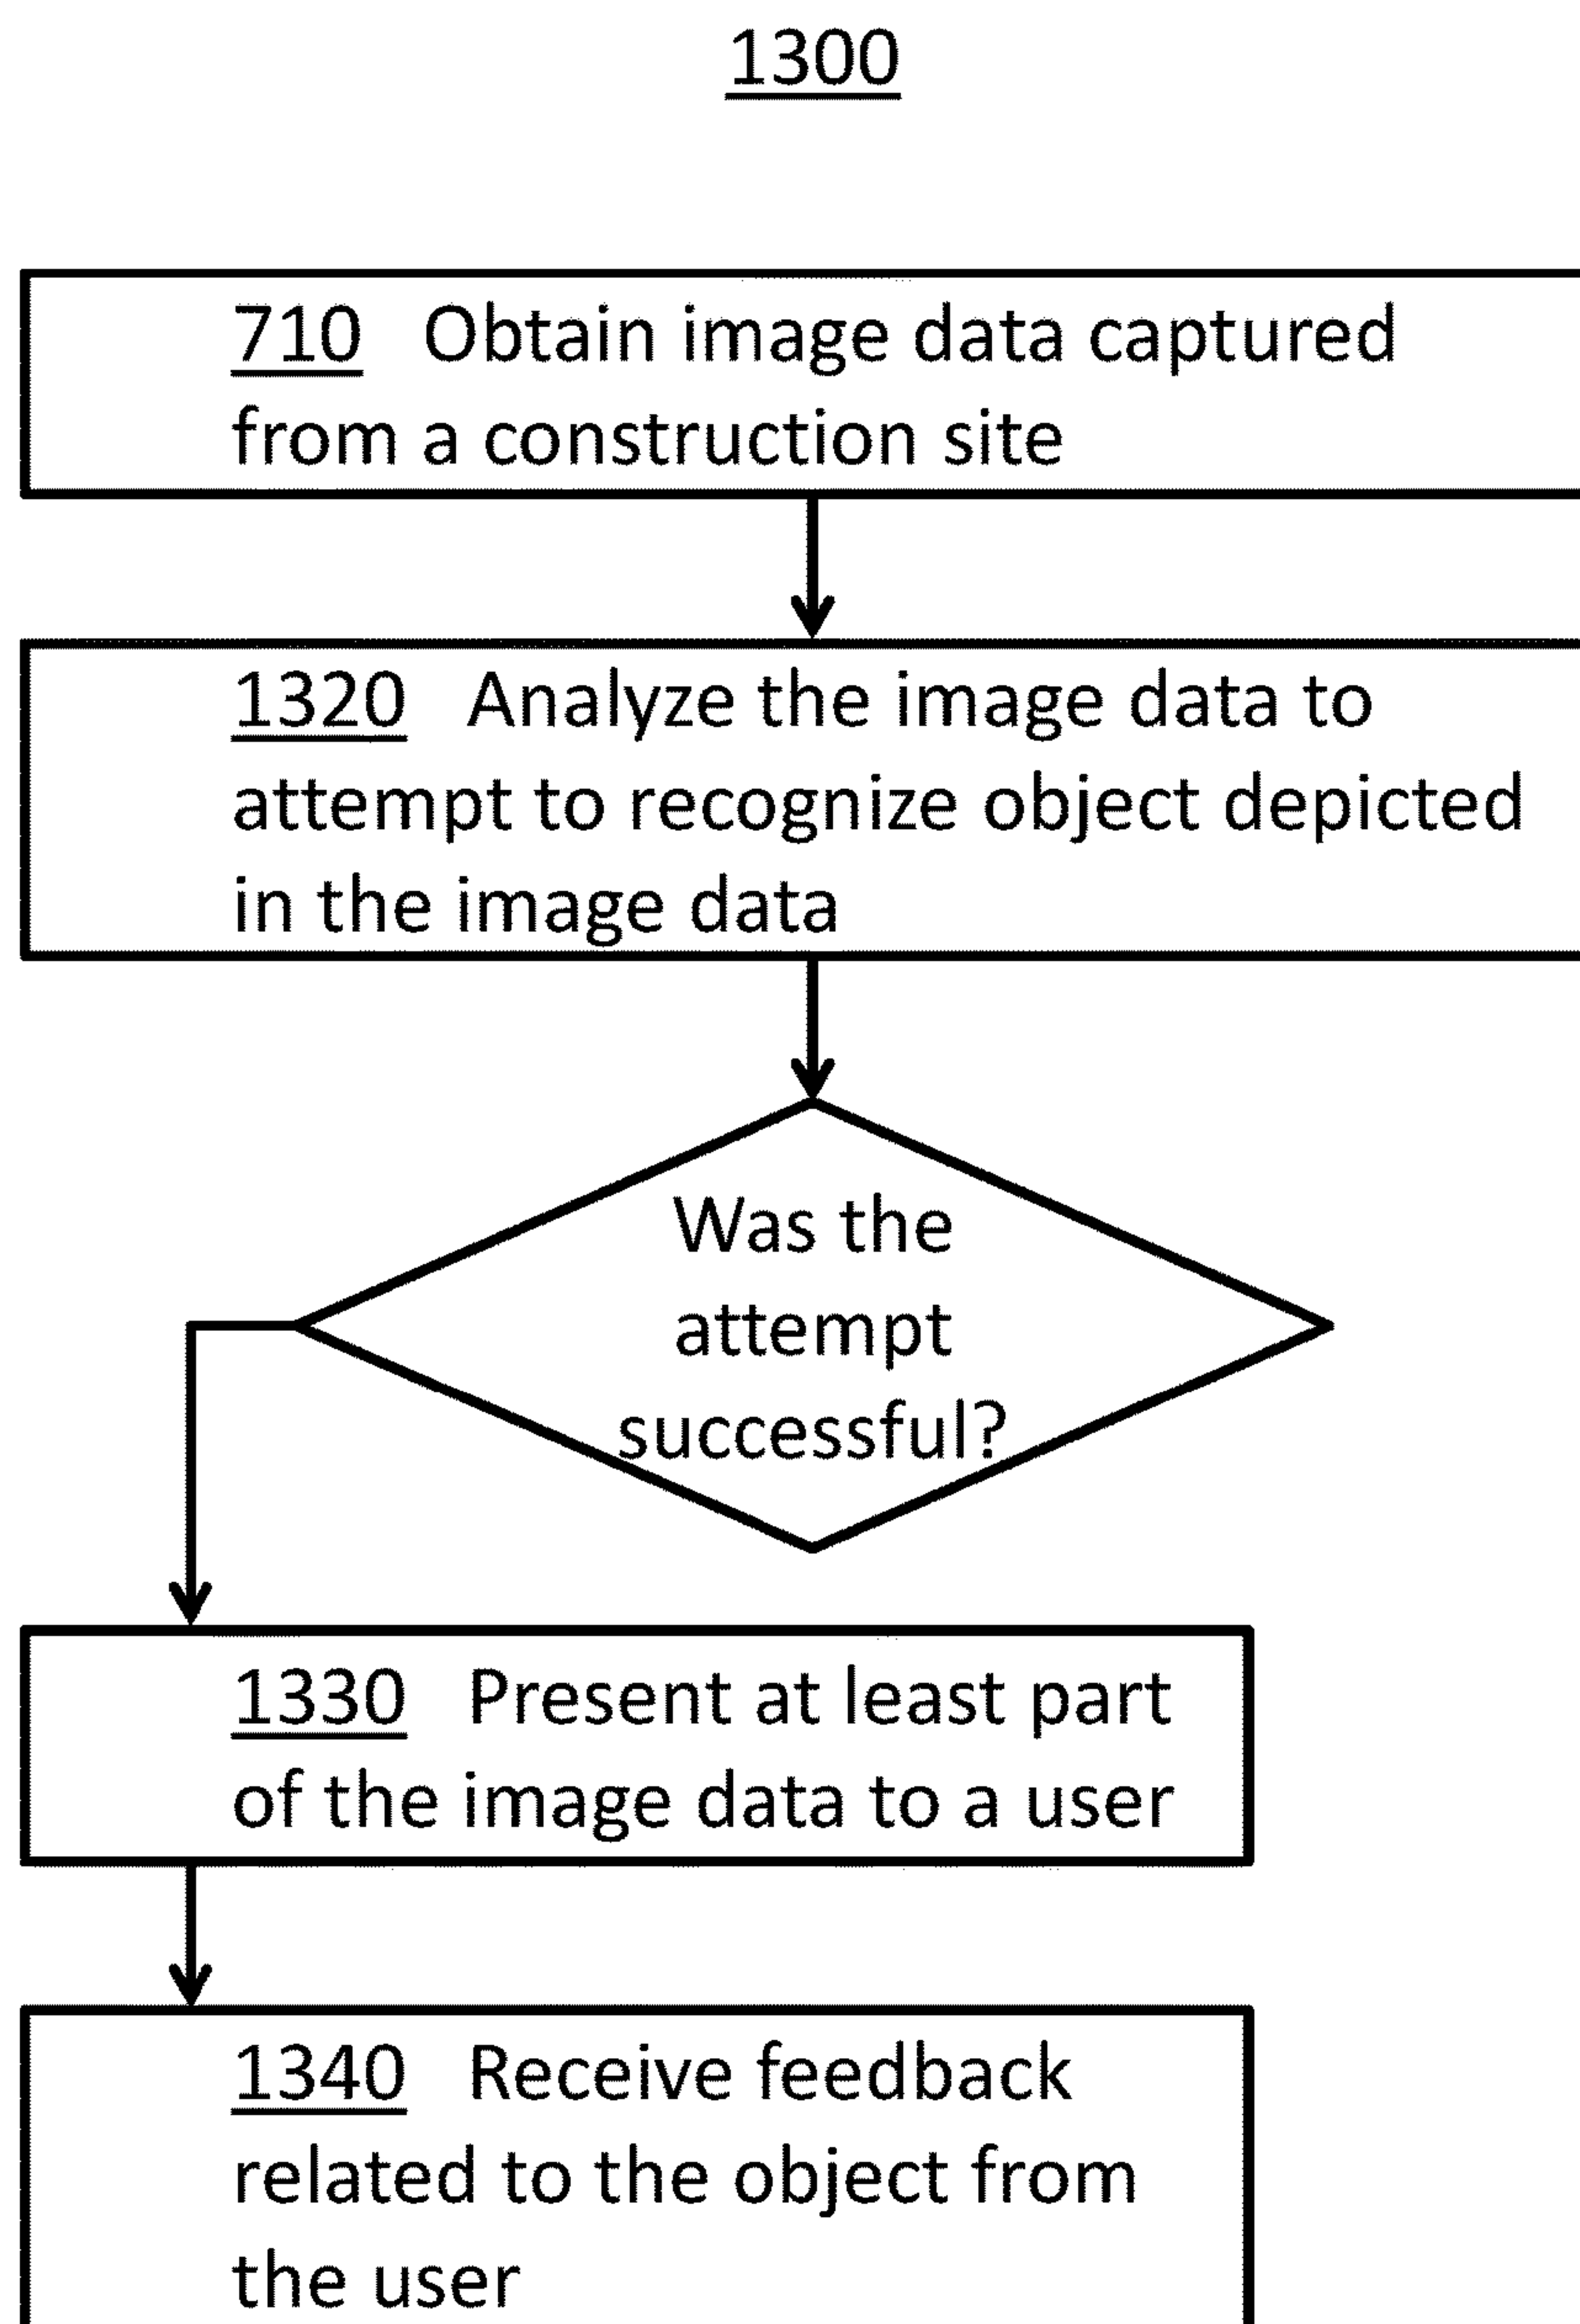 1300
710 Obtain image data captured
from a construction site
1320 Analyze the image data to
attempt to recognize object depicted
in the image data
Was the
attempt
successful?
1330 Present at least part
of the image data to a user
1340 Receive feedback
related to the object from
the user